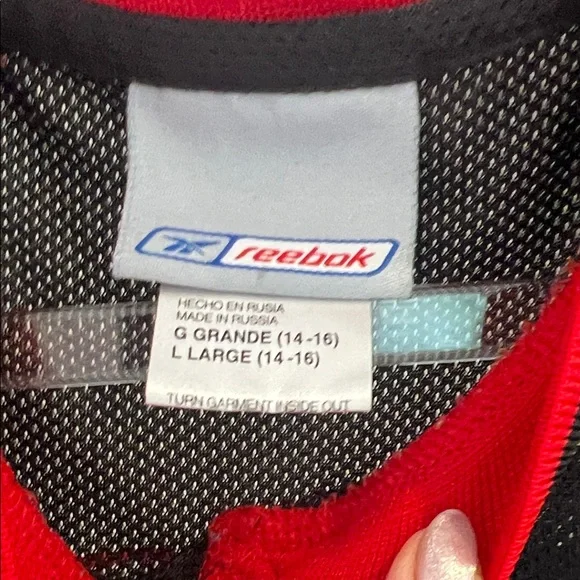 Reebok
HECHO EN RUSIA
MADE IN RUSSIA
G GRANDE (14-16)
L LARGE (14-16)
TURN GARMENT INSIDE OUT